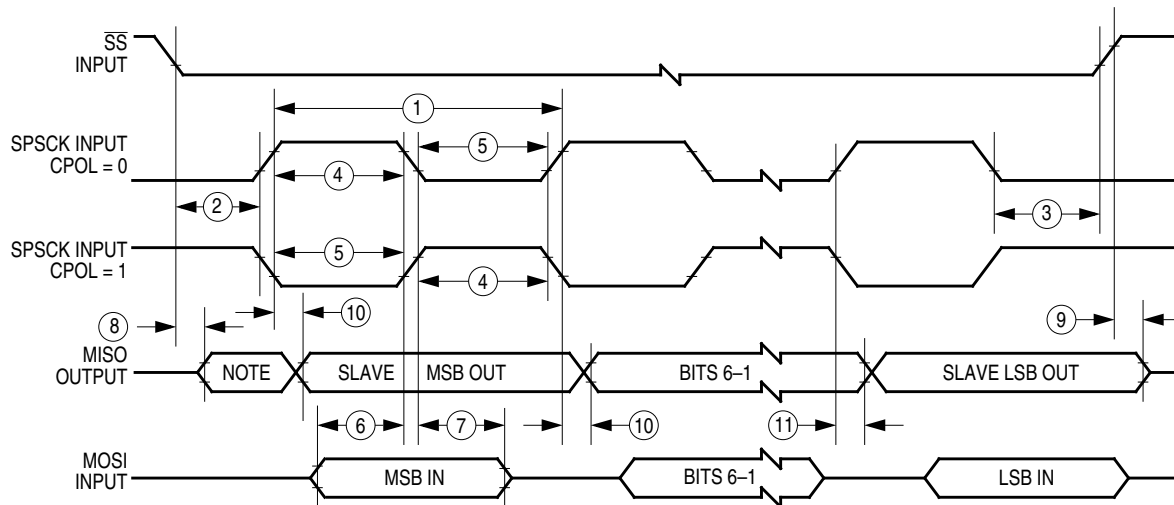 SS
INPUT
1
SPSCK INPUT
CPOL = 0
5
4
2
3
SPSCK INPUT
CPOL = 1
5
4
8
10
9
MISO
OUTPUT
NOTE
SLAVE MSB OUT
BITS 6–1
SLAVE LSB OUT
6
7
10
11
MOSI
INPUT
MSB IN
BITS 6–1
LSB IN